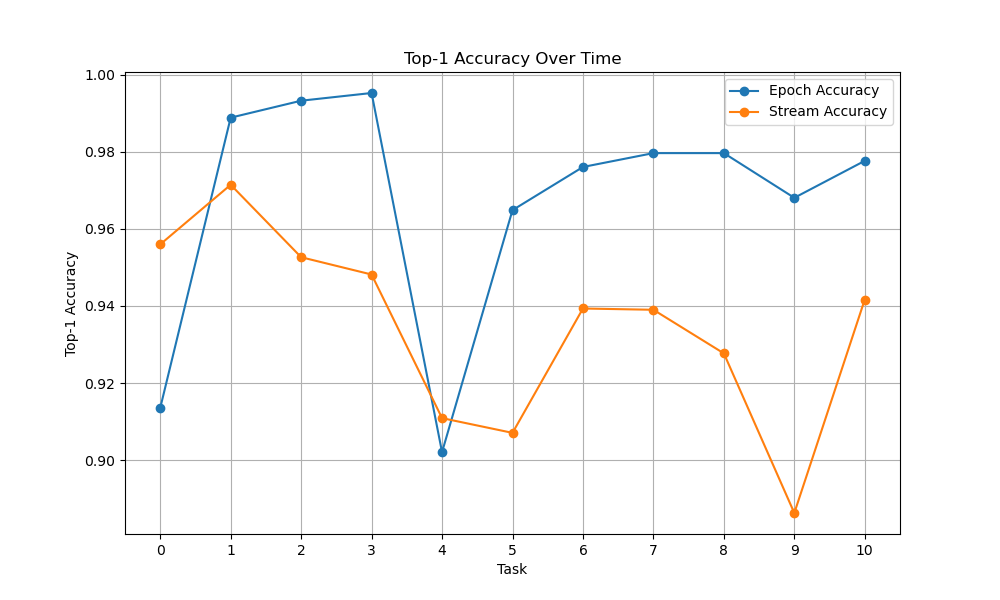 Top-1 Accuracy Over Time
Epoch Accuracy
Stream Accuracy
Top-1 Accuracy
1.00
0.98
0.96
0.94
0.92
0.90
0 1 2 3 4 5 6 7 8 9 10
Task